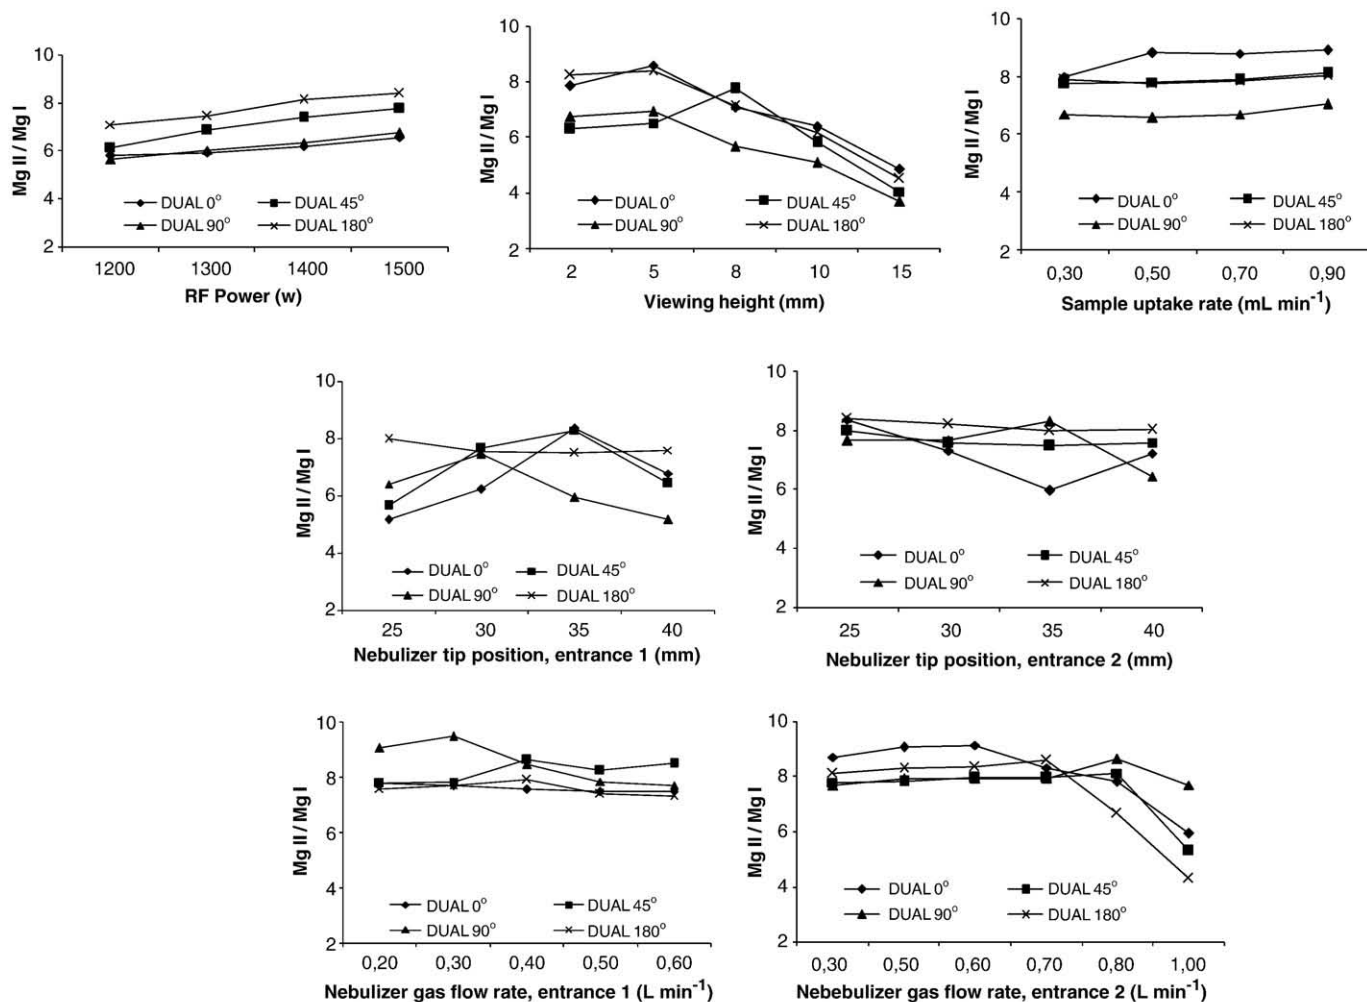 10
8
6
4
2
Mg II / Mg I
DUAL 0° DUAL 45°
DUAL 90° DUAL 180°
1200 1300 1400 1500
RF Power (w)
10
8
6
4
2
Mg II / Mg I
DUAL 0° DUAL 45°
DUAL 90° DUAL 180°
2 5 8 10 15
Viewing height (mm)
10
8
6
4
2
Mg II / Mg I
DUAL 0° DUAL 45°
DUAL 90° DUAL 180°
0,30 0,50 0,70 0,90
Sample uptake rate (mL min⁻¹)
10
8
6
4
2
Mg II / Mg I
DUAL 0° DUAL 45°
DUAL 90° DUAL 180°
25 30 35 40
Nebulizer tip position, entrance 1 (mm)
10
8
6
4
2
Mg II / Mg I
DUAL 0° DUAL 45°
DUAL 90° DUAL 180°
25 30 35 40
Nebulizer tip position, entrance 2 (mm)
10
8
6
4
2
Mg II / Mg I
DUAL 0° DUAL 45°
DUAL 90° DUAL 180°
0,20 0,30 0,40 0,50 0,60
Nebulizer gas flow rate, entrance 1 (L min⁻¹)
10
8
6
4
2
Mg II / Mg I
DUAL 0° DUAL 45°
DUAL 90° DUAL 180°
0,30 0,50 0,60 0,70 0,80 1,00
Nebebulizer gas flow rate, entrance 2 (L min⁻¹)